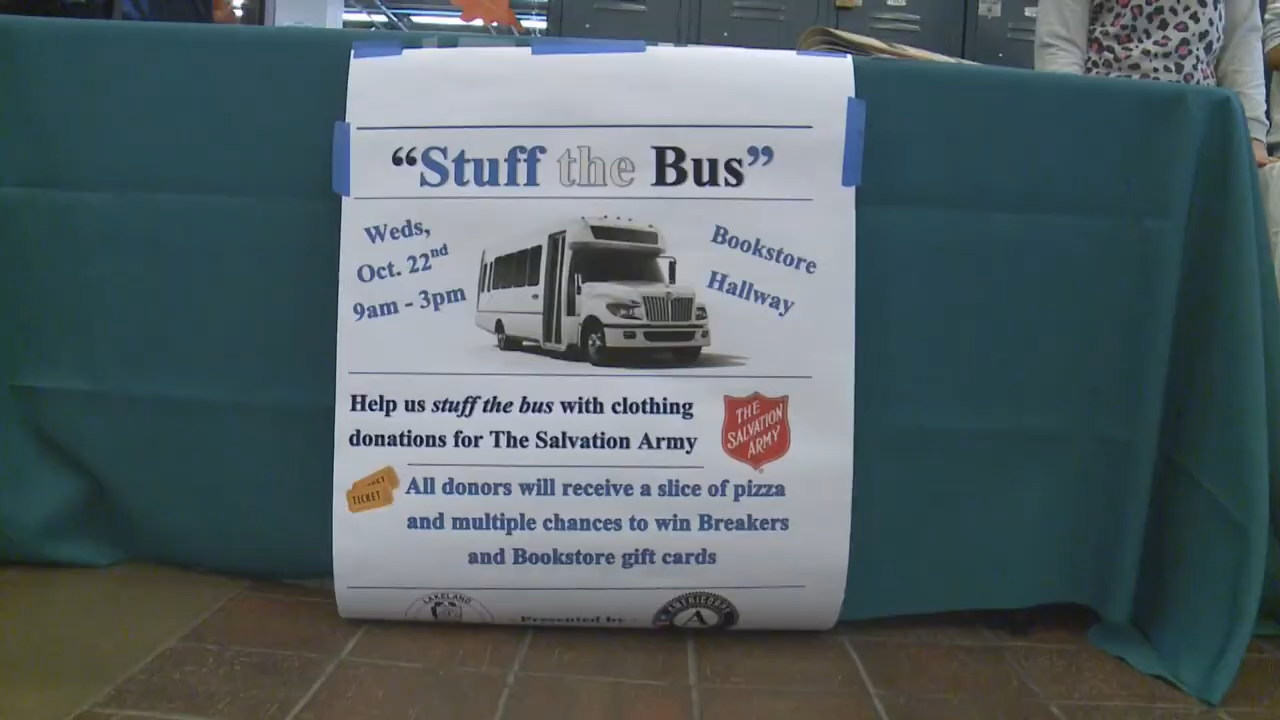 “Stuff the Bus”
Weds,
Oct. 22nd
9am - 3pm
Bookstore
Hallway
Help us stuff the bus with clothing
donations for The Salvation Army
THE
SALVATION
ARMY
TICKET
All donors will receive a slice of pizza
and multiple chances to win Breakers
and Bookstore gift cards
LAKELAND
Presented by
A